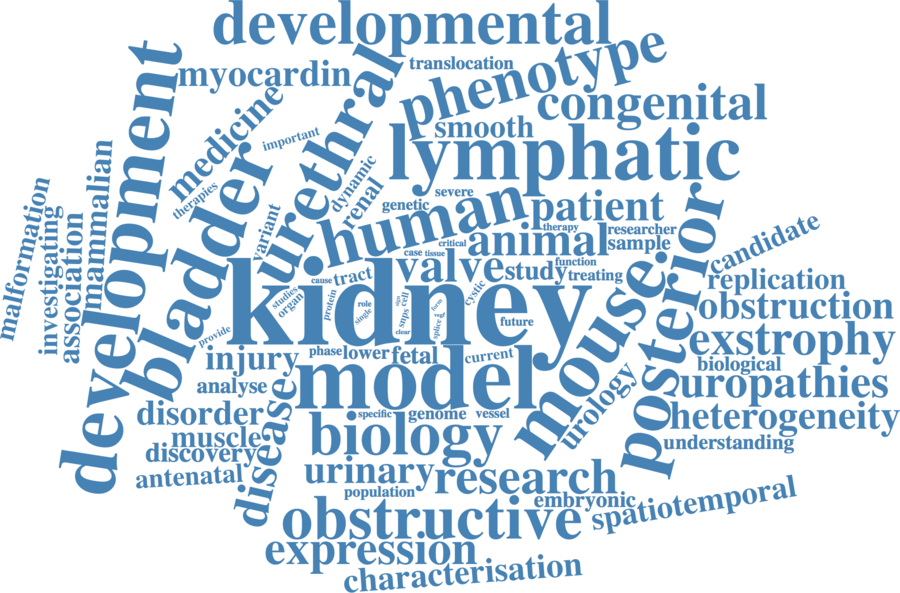 developmental
translocation
myocardin
phenotype
congenital
development
urethral
medicine
important
smooth
lymphatic
therapies
bladder
dynamic
renal
severe
genetic
malformation
investigating
association
mammalian
variant
human
patient
posterior
critical
therapy
animal
researcher
sample
candidate
case
tissue
valve
study
function
treating
replication
cause
tract
kidney
studies
organ
protein
role
single
snps
cell
clear
form
splice
cystic
future
mouse
obstruction
exstrophy
provide
injury
phase
lower
fetal
current
biological
analyse
model
uropathies
disorder
disease
specific
genome
vessel
urology
heterogeneity
muscle
discovery
biology
understanding
antenatal
urinary
research
population
embryonic
spatiotemporal
obstructive
expression
characterisation